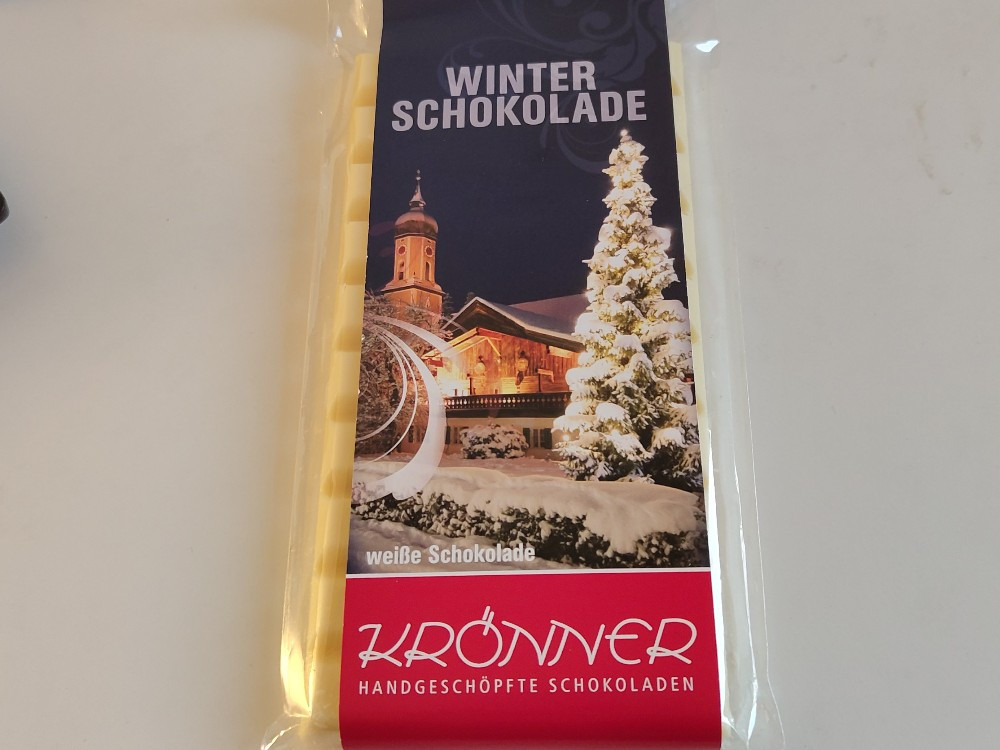 WINTER
SCHOKOLADE
weiße Schokolade
KRÖNNER
HANDGESCHÖPFTE SCHOKOLADEN